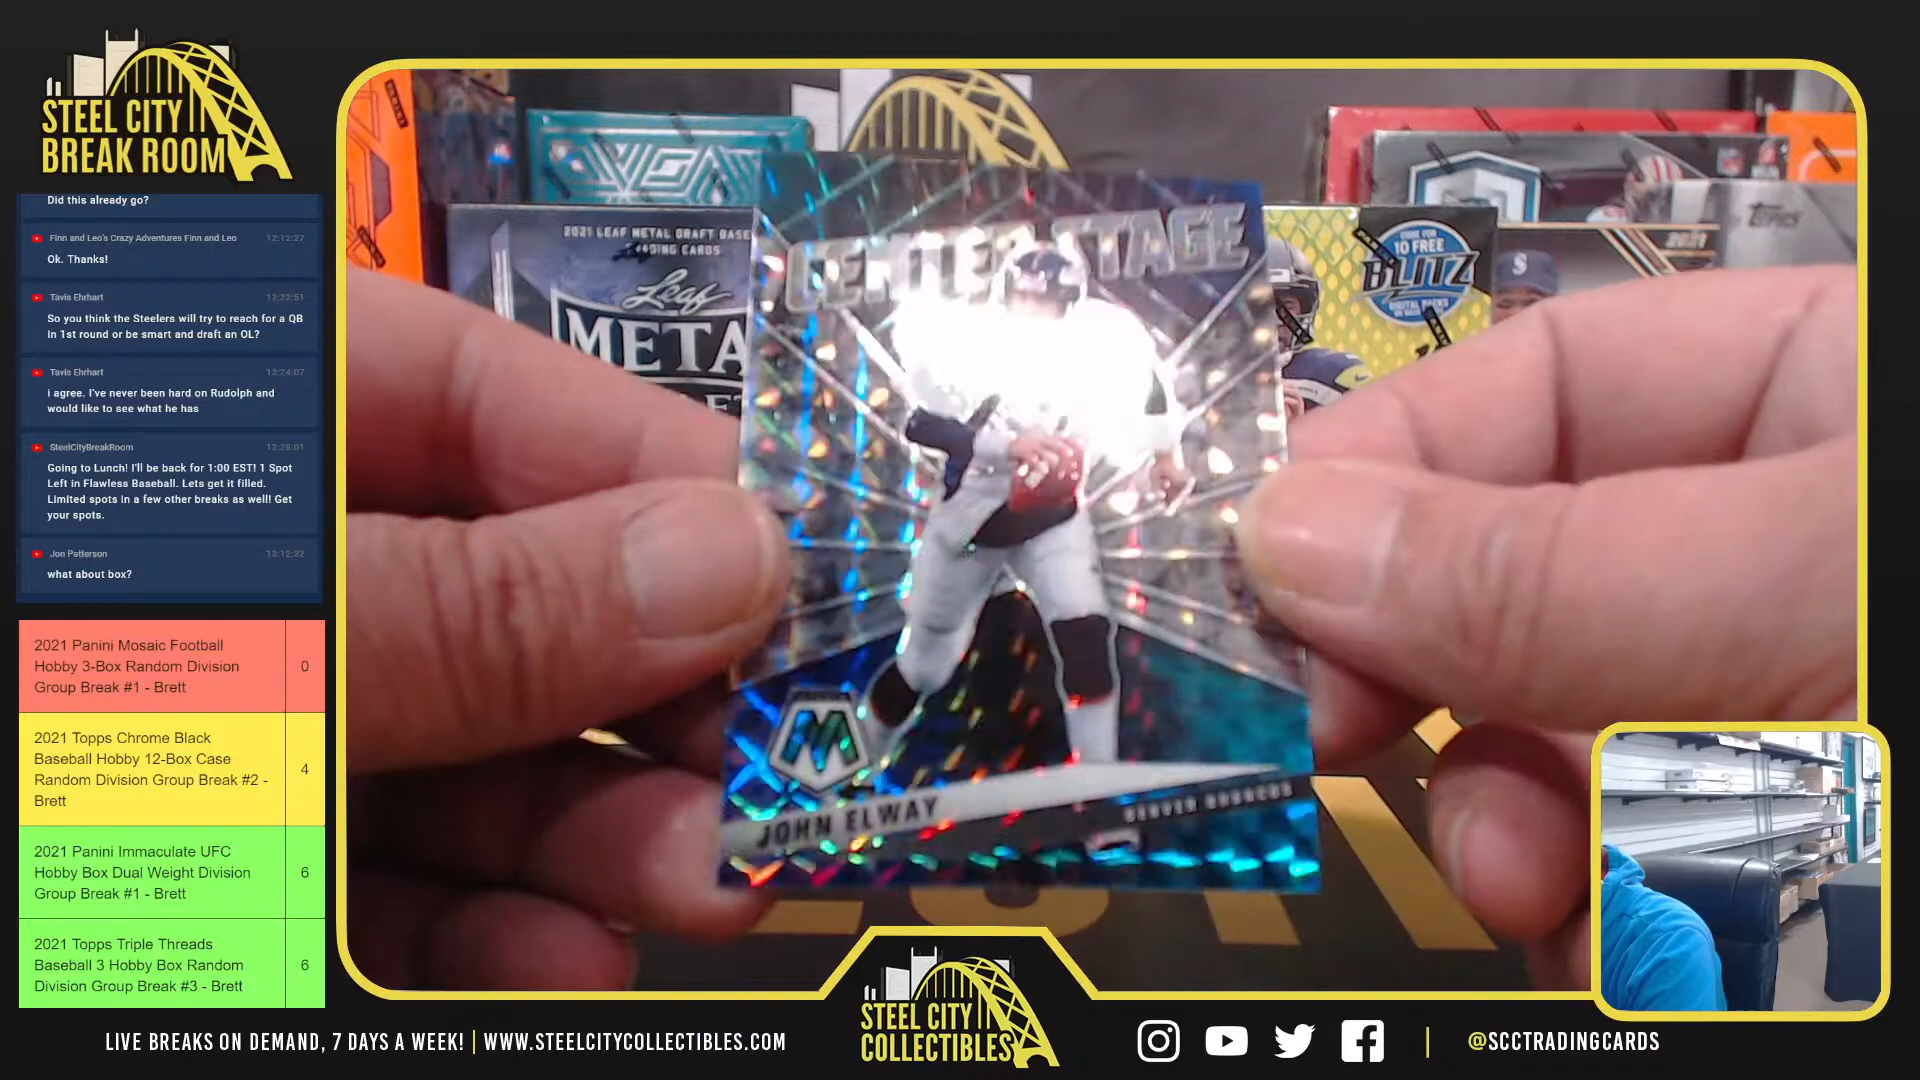 STEEL CITY
BREAK ROOM
Did this already go?
Finn and Leo's Crazy Adventures Finn and Leo 12:12:27
Ok. Thanks!
Tavis Ehrhart 12:22:51
So you think the Steelers will try to reach for a QB
in 1st round or be smart and draft an OL?
Tavis Ehrhart 12:24:07
i agree. I've never been hard on Rudolph and
would like to see what he has
SteelCityBreakRoom 12:28:01
Going to Lunch! I'll be back for 1:00 EST! 1 Spot
Left in Flawless Baseball. Lets get it filled.
Limited spots in a few other breaks as well! Get
your spots.
Jon Patterson 13:12:32
what about box?
2021 Panini Mosaic Football
Hobby 3-Box Random Division
Group Break #1 - Brett
0
2021 Topps Chrome Black
Baseball Hobby 12-Box Case
Random Division Group Break #2 -
Brett
4
2021 Panini Immaculate UFC
Hobby Box Dual Weight Division
Group Break #1 - Brett
6
2021 Topps Triple Threads
Baseball 3 Hobby Box Random
Division Group Break #3 - Brett
6
2021 LEAF METAL DRAFT BASE
Leaf
META
CENTER STAGE
JOHN ELWAY
DENVER BRONCOS
10 FREE
BLITZ
DIGITAL PACKS
2021
Topps
S
LIVE BREAKS ON DEMAND, 7 DAYS A WEEK! | WWW.STEELCITYCOLLECTIBLES.COM
STEEL CITY
COLLECTIBLES
| @SCCTRADINGCARDS